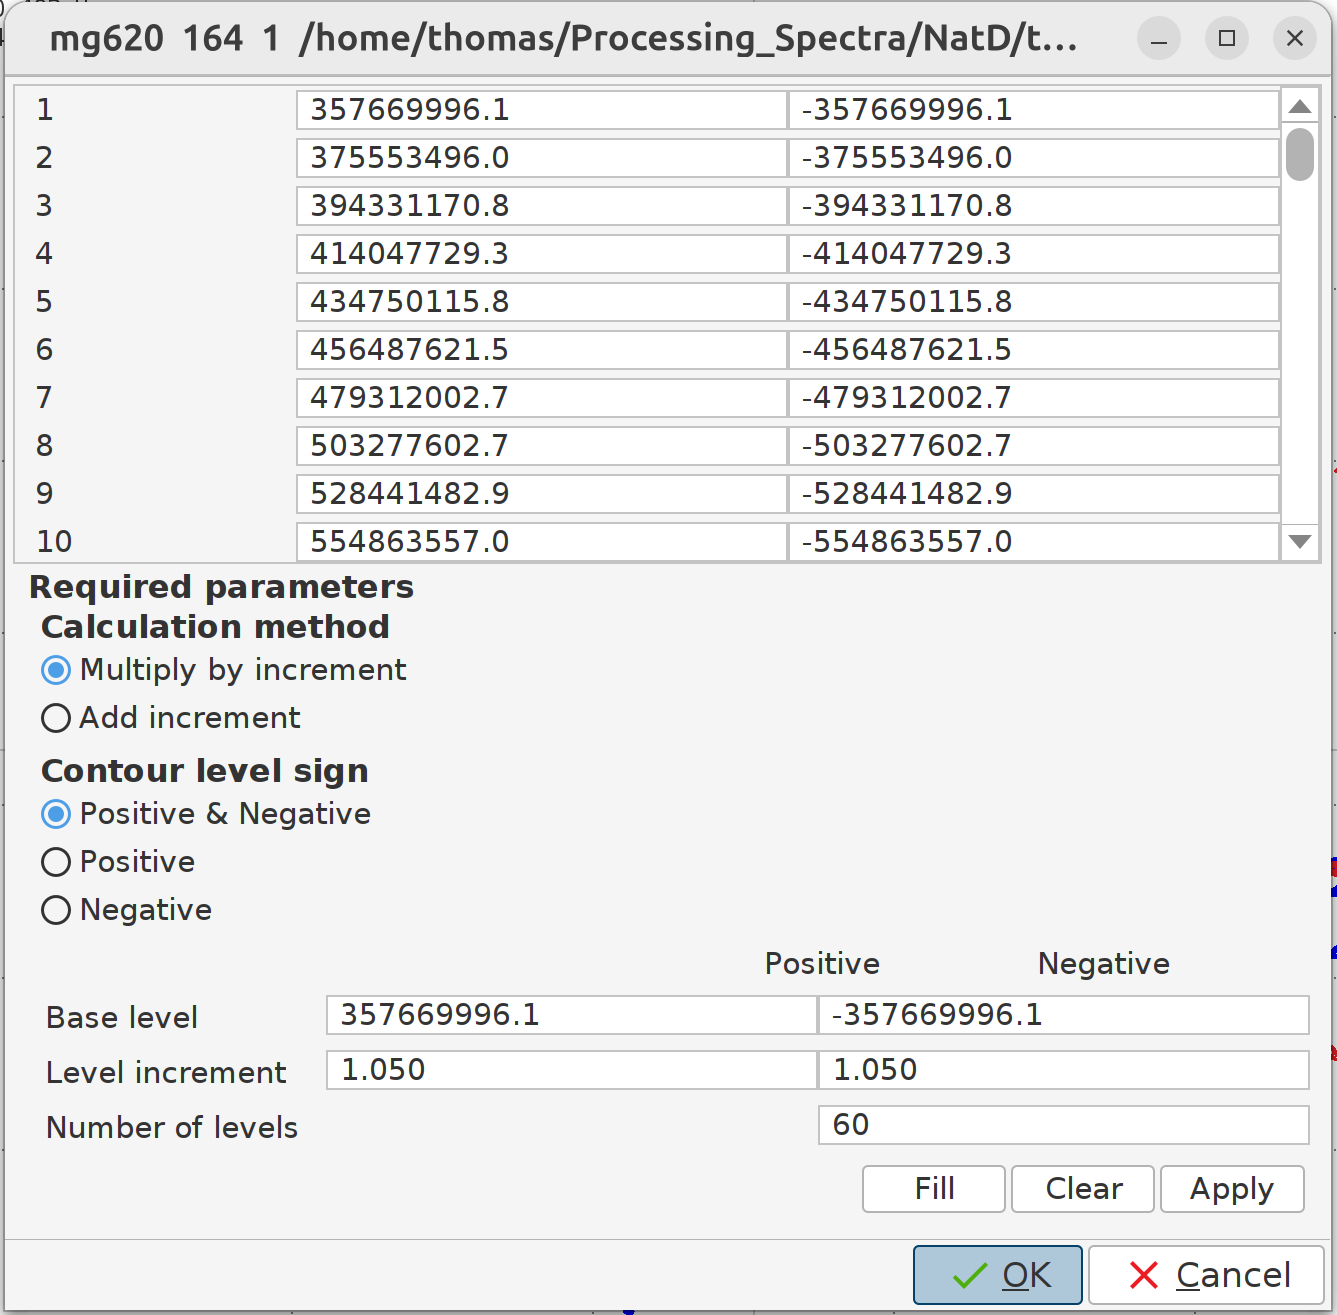 mg620 164 1 /home/thomas/Processing_Spectra/NatD/t...
1 357669996.1 -357669996.1
2 375553496.0 -375553496.0
3 394331170.8 -394331170.8
4 414047729.3 -414047729.3
5 434750115.8 -434750115.8
6 456487621.5 -456487621.5
7 479312002.7 -479312002.7
8 503277602.7 -503277602.7
9 528441482.9 -528441482.9
10 554863557.0 -554863557.0
Required parameters
Calculation method
Multiply by increment
Add increment
Contour level sign
Positive & Negative
Positive
Negative
Positive Negative
Base level 357669996.1 -357669996.1
Level increment 1.050 1.050
Number of levels 60
Fill Clear Apply
OK Cancel